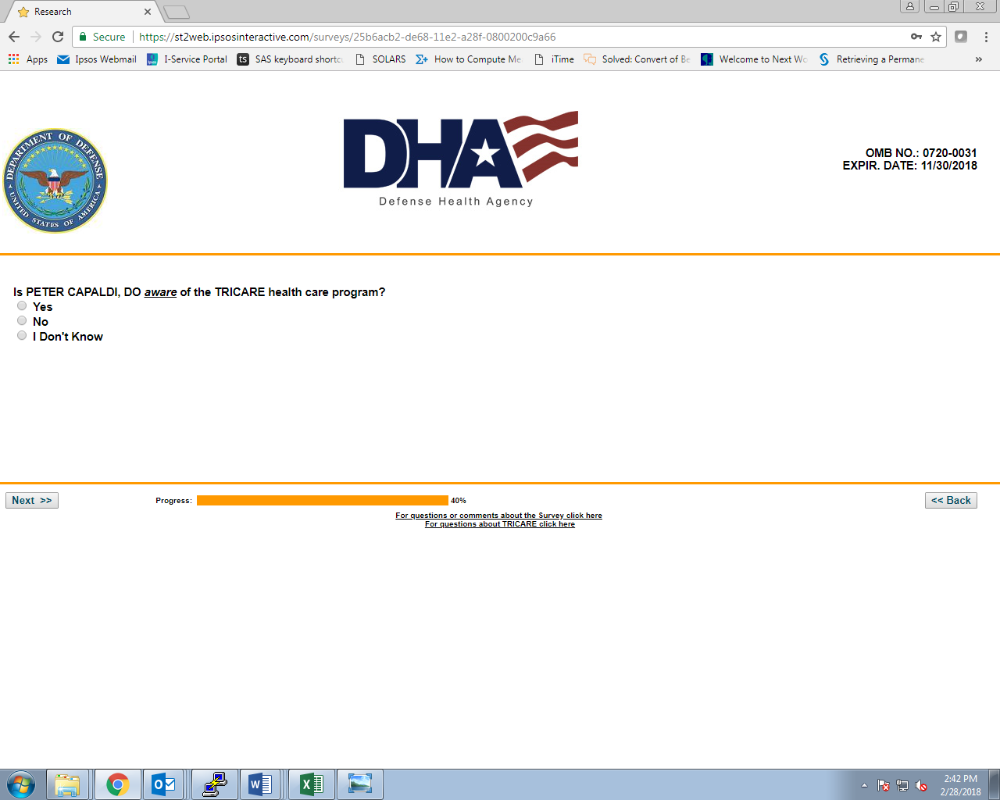 Research
Secure https://st2web.ipsosinteractive.com/surveys/25b6acb2-de68-11e2-a28f-0800200c9a66
Apps Ipsos Webmail I-Service Portal ts SAS keyboard shortc SOLARS Σ+ How to Compute Me iTime Solved: Convert of Be Welcome to Next Wo Retrieving a Permane »
DEPARTMENT OF DEFENSE
UNITED STATES OF AMERICA
DHA
Defense Health Agency
OMB NO.: 0720-0031
EXPIR. DATE: 11/30/2018
Is PETER CAPALDI, DO aware of the TRICARE health care program?
Yes
No
I Don't Know
Next >> Progress: 40% << Back
For questions or comments about the Survey click here
For questions about TRICARE click here
2:42 PM
2/28/2018